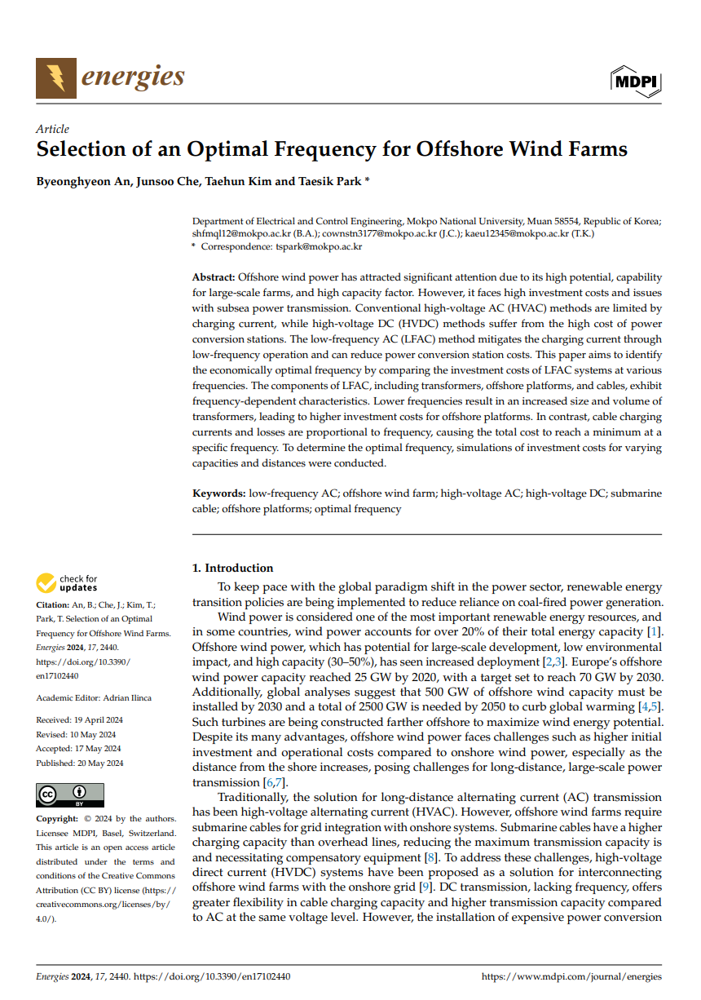 energies
MDPI
Article
Selection of an Optimal Frequency for Offshore Wind Farms
Byeonghyeon An, Junsoo Che, Taehun Kim and Taesik Park *
Department of Electrical and Control Engineering, Mokpo National University, Muan 58554, Republic of Korea;
shfmql12@mokpo.ac.kr (B.A.); cownstn3177@mokpo.ac.kr (J.C.); kaeu12345@mokpo.ac.kr (T.K.)
* Correspondence: tspark@mokpo.ac.kr
Abstract: Offshore wind power has attracted significant attention due to its high potential, capability
for large-scale farms, and high capacity factor. However, it faces high investment costs and issues
with subsea power transmission. Conventional high-voltage AC (HVAC) methods are limited by
charging current, while high-voltage DC (HVDC) methods suffer from the high cost of power
conversion stations. The low-frequency AC (LFAC) method mitigates the charging current through
low-frequency operation and can reduce power conversion station costs. This paper aims to identify
the economically optimal frequency by comparing the investment costs of LFAC systems at various
frequencies. The components of LFAC, including transformers, offshore platforms, and cables, exhibit
frequency-dependent characteristics. Lower frequencies result in an increased size and volume of
transformers, leading to higher investment costs for offshore platforms. In contrast, cable charging
currents and losses are proportional to frequency, causing the total cost to reach a minimum at a
specific frequency. To determine the optimal frequency, simulations of investment costs for varying
capacities and distances were conducted.
Keywords: low-frequency AC; offshore wind farm; high-voltage AC; high-voltage DC; submarine
cable; offshore platforms; optimal frequency
check for
updates
Citation: An, B.; Che, J.; Kim, T.;
Park, T. Selection of an Optimal
Frequency for Offshore Wind Farms.
Energies 2024, 17, 2440.
https://doi.org/10.3390/
en17102440
Academic Editor: Adrian Ilinca
Received: 19 April 2024
Revised: 10 May 2024
Accepted: 17 May 2024
Published: 20 May 2024
CC
BY
Copyright: © 2024 by the authors.
Licensee MDPI, Basel, Switzerland.
This article is an open access article
distributed under the terms and
conditions of the Creative Commons
Attribution (CC BY) license (https://
creativecommons.org/licenses/by/
4.0/).
1. Introduction
To keep pace with the global paradigm shift in the power sector, renewable energy
transition policies are being implemented to reduce reliance on coal-fired power generation.
Wind power is considered one of the most important renewable energy resources, and
in some countries, wind power accounts for over 20% of their total energy capacity [1].
Offshore wind power, which has potential for large-scale development, low environmental
impact, and high capacity (30–50%), has seen increased deployment [2,3]. Europe's offshore
wind power capacity reached 25 GW by 2020, with a target set to reach 70 GW by 2030.
Additionally, global analyses suggest that 500 GW of offshore wind capacity must be
installed by 2030 and a total of 2500 GW is needed by 2050 to curb global warming [4,5].
Such turbines are being constructed farther offshore to maximize wind energy potential.
Despite its many advantages, offshore wind power faces challenges such as higher initial
investment and operational costs compared to onshore wind power, especially as the
distance from the shore increases, posing challenges for long-distance, large-scale power
transmission [6,7].
Traditionally, the solution for long-distance alternating current (AC) transmission
has been high-voltage alternating current (HVAC). However, offshore wind farms require
submarine cables for grid integration with onshore systems. Submarine cables have a higher
charging capacity than overhead lines, reducing the maximum transmission capacity is
and necessitating compensatory equipment [8]. To address these challenges, high-voltage
direct current (HVDC) systems have been proposed as a solution for interconnecting
offshore wind farms with the onshore grid [9]. DC transmission, lacking frequency, offers
greater flexibility in cable charging capacity and higher transmission capacity compared
to AC at the same voltage level. However, the installation of expensive power conversion
Energies 2024, 17, 2440. https://doi.org/10.3390/en17102440
https://www.mdpi.com/journal/energies